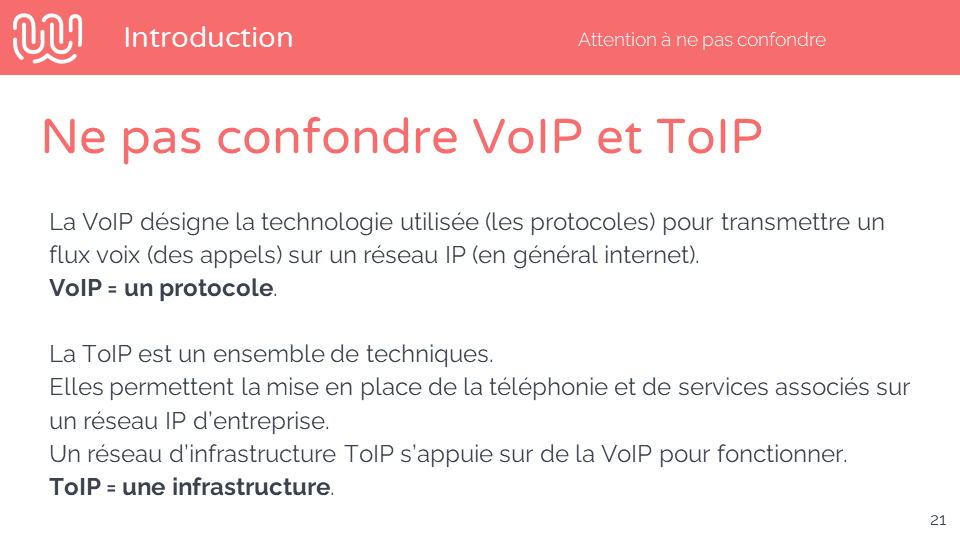 Introduction
Attention à ne pas confondre
Ne pas confondre VoIP et ToIP
La VoIP désigne la technologie utilisée (les protocoles) pour transmettre un
flux voix (des appels) sur un réseau IP (en général internet).
VoIP = un protocole.
La ToIP est un ensemble de techniques.
Elles permettent la mise en place de la téléphonie et de services associés sur
un réseau IP d’entreprise.
Un réseau d’infrastructure ToIP s’appuie sur de la VoIP pour fonctionner.
ToIP = une infrastructure.
21